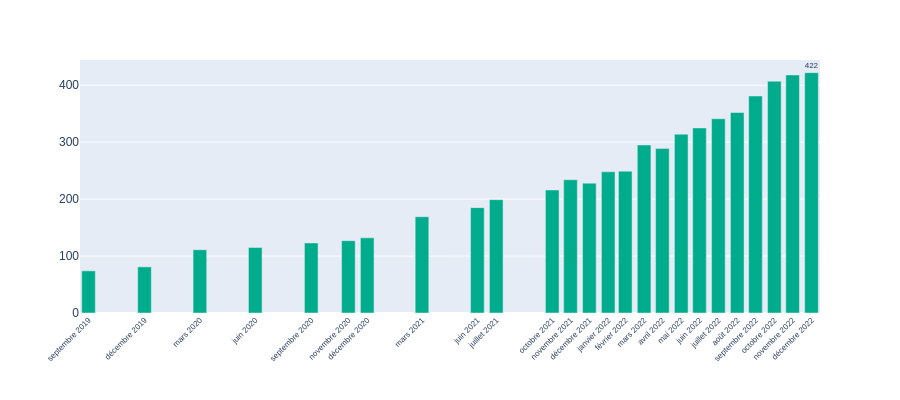 422
400
300
200
100
0
septembre 2019
décembre 2019
mars 2020
juin 2020
septembre 2020
novembre 2020
décembre 2020
mars 2021
juin 2021
juillet 2021
octobre 2021
novembre 2021
décembre 2021
janvier 2022
février 2022
mars 2022
avril 2022
mai 2022
juin 2022
juillet 2022
août 2022
septembre 2022
octobre 2022
novembre 2022
décembre 2022